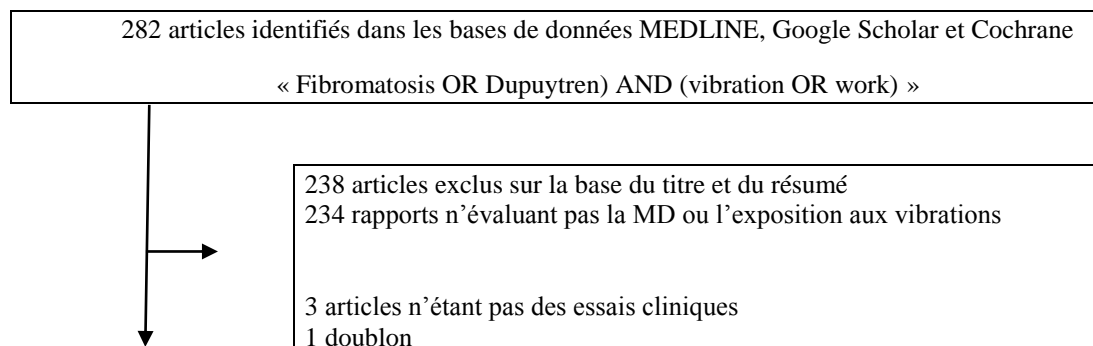 282 articles identifiés dans les bases de données MEDLINE, Google Scholar et Cochrane
« Fibromatosis OR Dupuytren) AND (vibration OR work) »
238 articles exclus sur la base du titre et du résumé
234 rapports n’évaluant pas la MD ou l’exposition aux vibrations
3 articles n’étant pas des essais cliniques
1 doublon